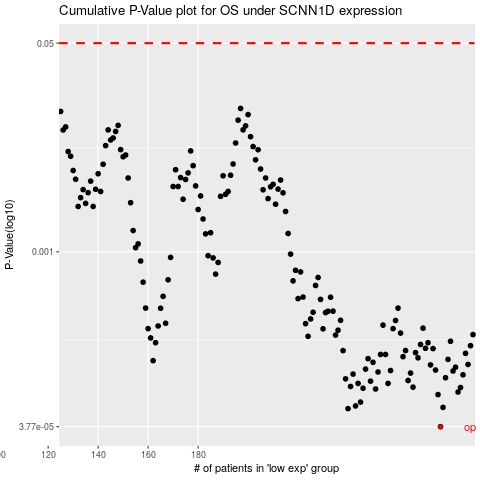 Cumulative P-Value plot for OS under SCNN1D expression
0.05
0.001
3.77e-05
P-Value(log10)
op
00 120 140 160 180
# of patients in 'low exp' group